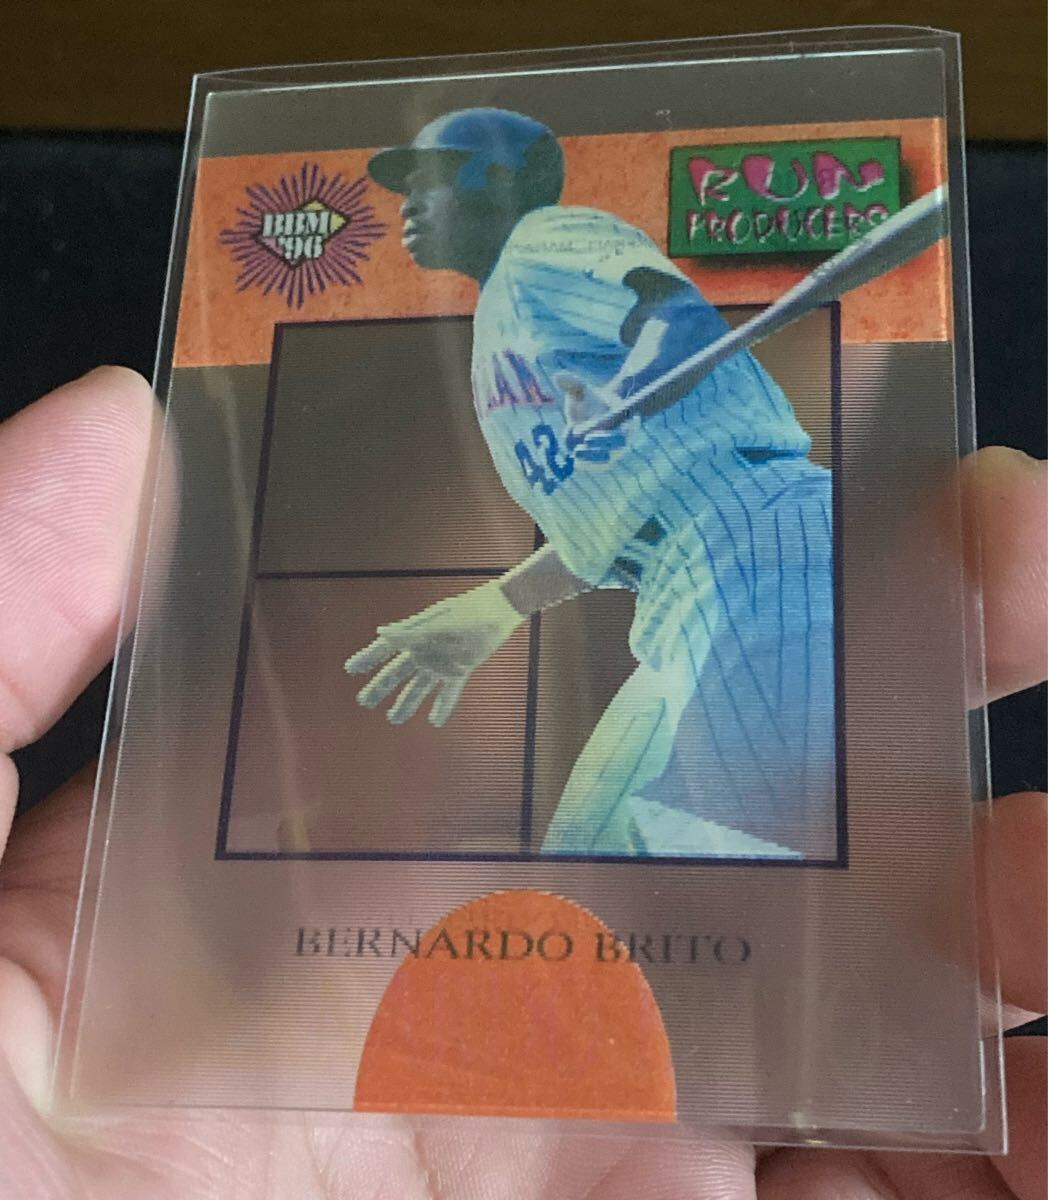 BBM
'96
RUN
PRODUCERS
42
BERNARDO BRITO